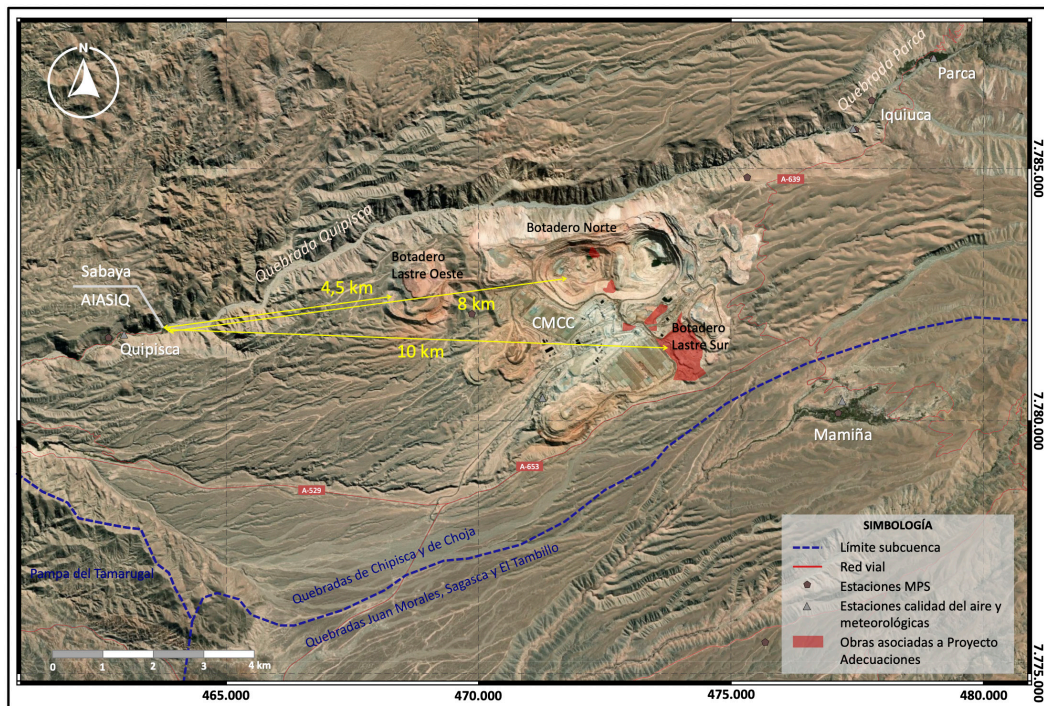 N
Quebrada Parca
Parca
Iquiuca
7.785.000
A-639
Quebrada Quipisca
Botadero Norte
Botadero
Lastre Oeste
Sabaya
AIASIQ
4,5 km
8 km
CMCC
Botadero
Lastre Sur
Quipisca
10 km
7.780.000
Mamiña
A-653
A-529
Quebradas de Chipisca y de Choja
Pampa del Tamarugal
Quebradas Juan Morales, Sagasca y El Tambillo
SIMBOLOGÍA
Límite subcuenca
Red vial
Estaciones MPS
Estaciones calidad del aire y
meteorológicas
Obras asociadas a Proyecto
Adecuaciones
0 1 2 3 4 km
7.775.000
465.000 470.000 475.000 480.000